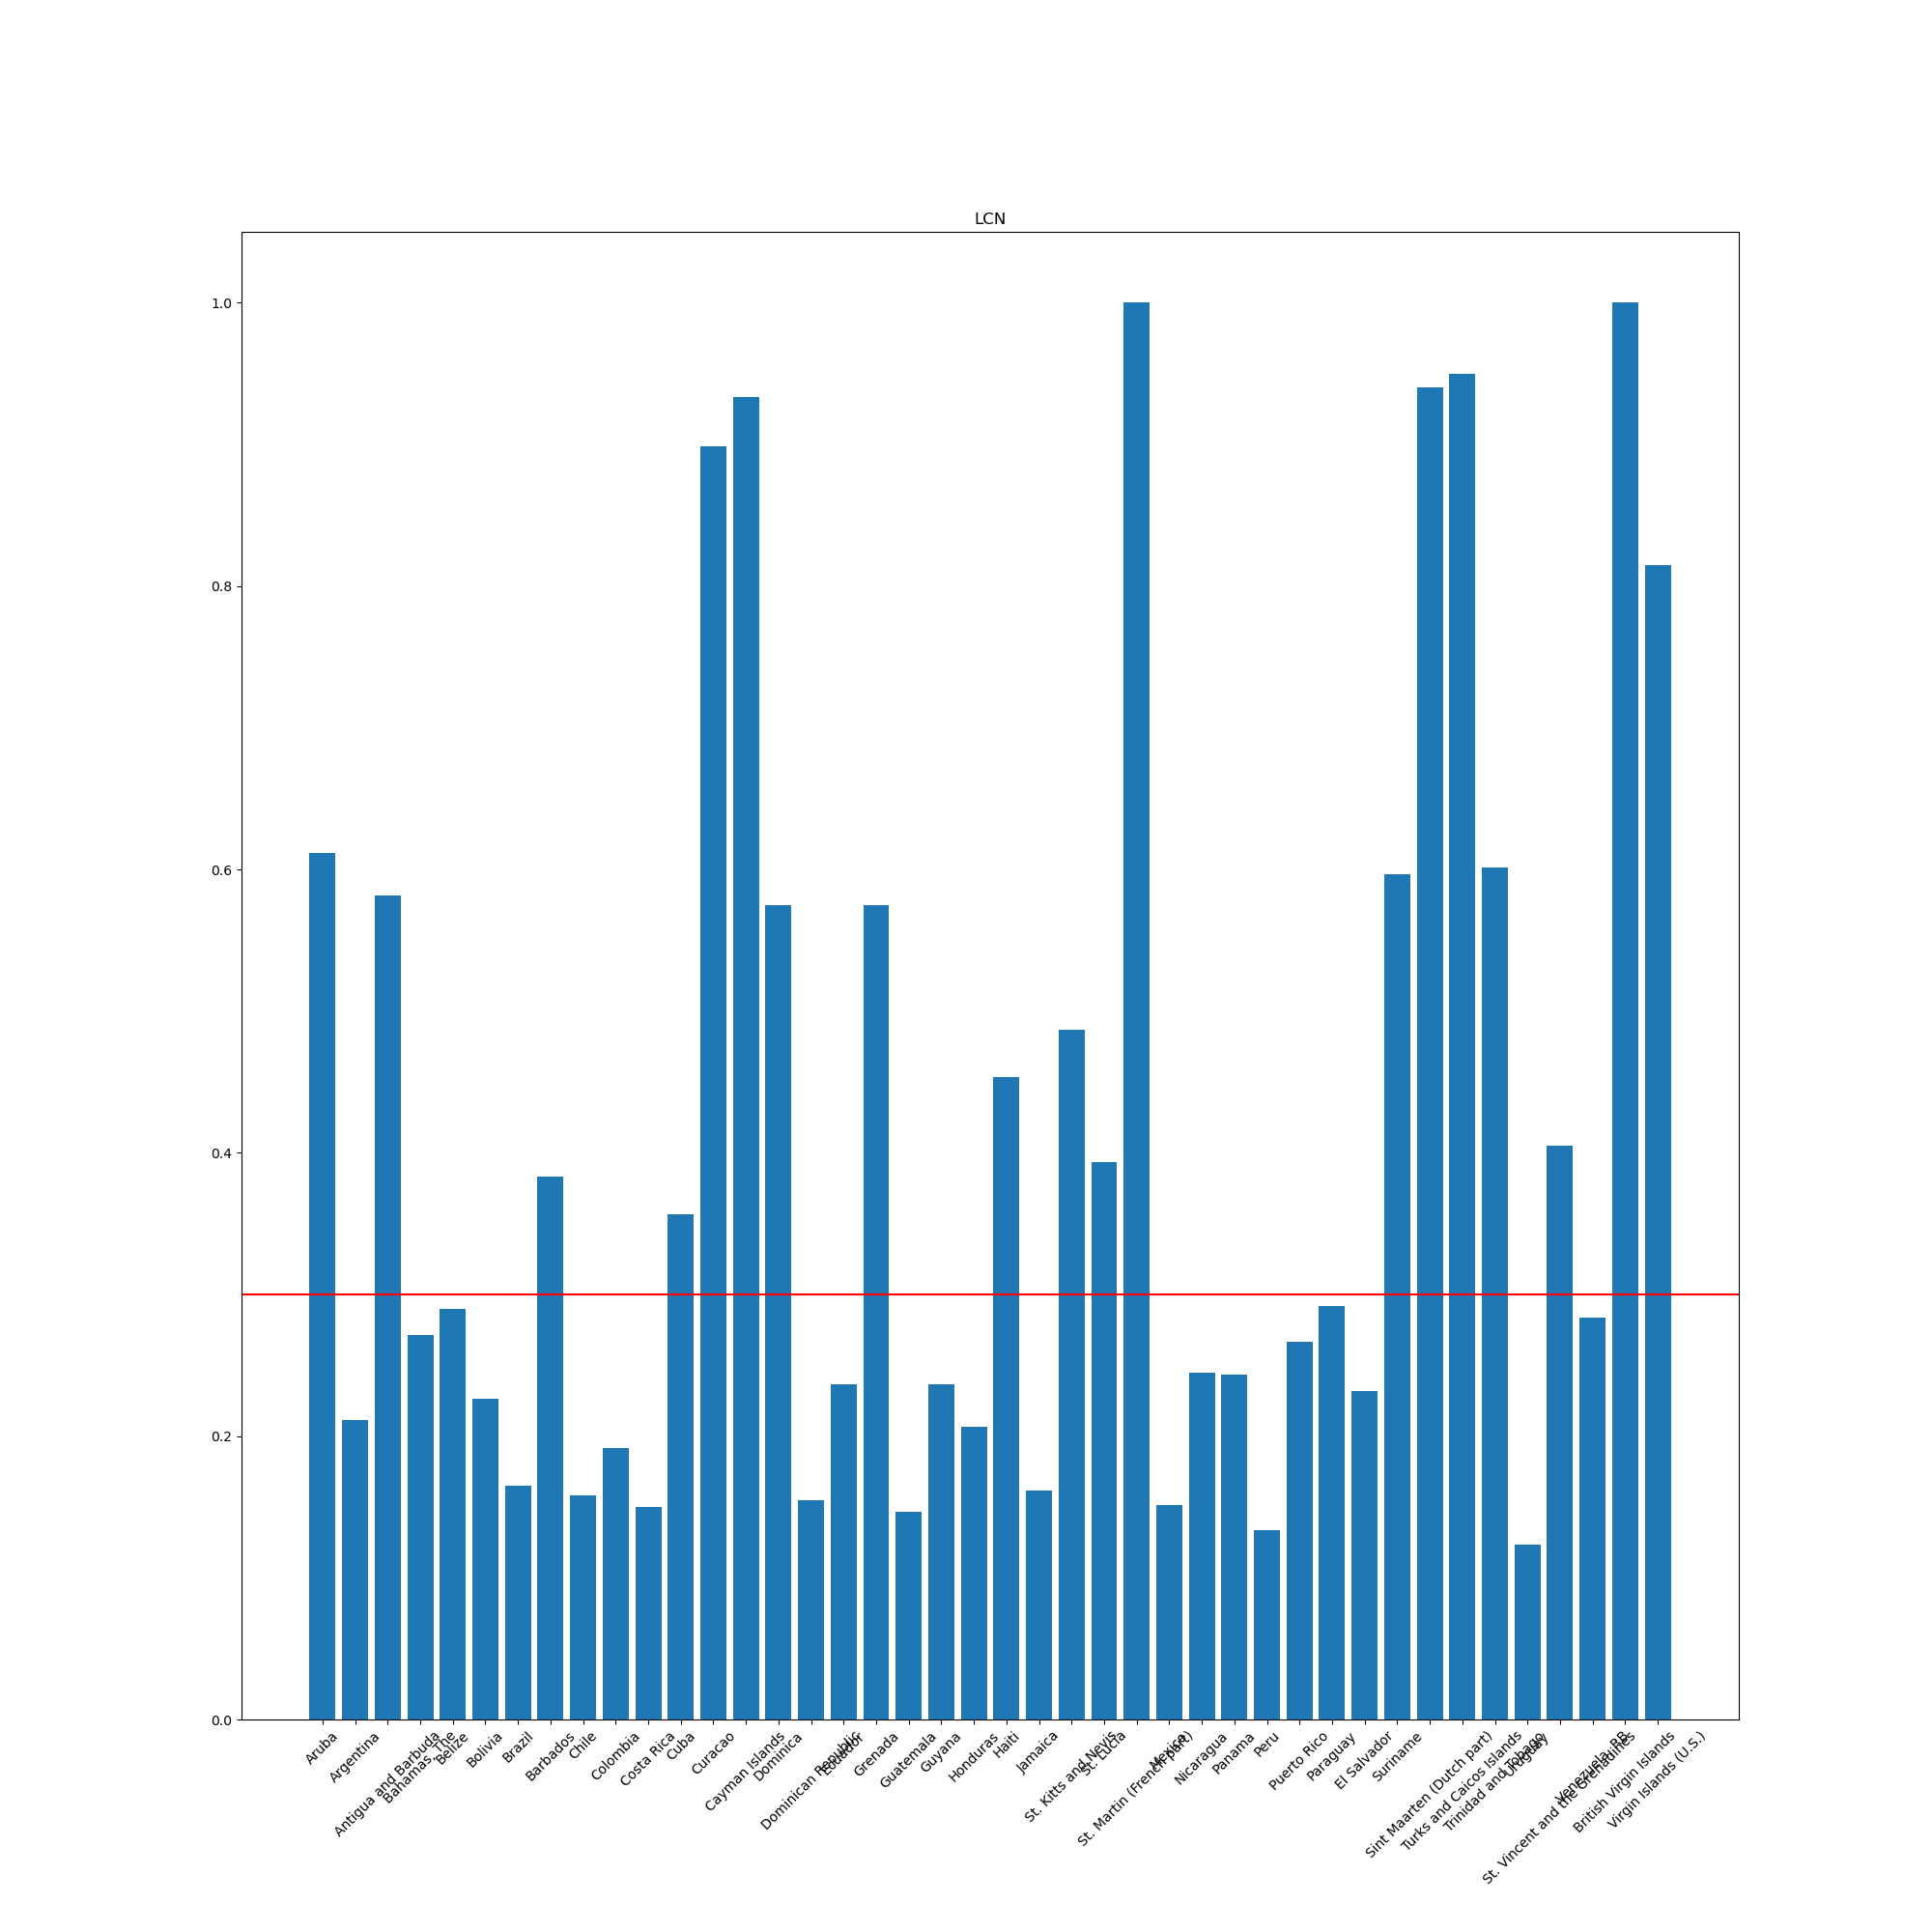 LCN
1.0
0.8
0.6
0.4
0.2
0.0
Aruba
Argentina
Antigua and Barbuda
Bahamas, The
Belize
Bolivia
Brazil
Barbados
Chile
Colombia
Costa Rica
Cuba
Curacao
Cayman Islands
Dominica
Dominican Republic
Ecuador
Grenada
Guatemala
Guyana
Honduras
Haiti
Jamaica
St. Kitts and Nevis
St. Lucia
St. Martin (French part)
Mexico
Nicaragua
Panama
Peru
Puerto Rico
Paraguay
El Salvador
Suriname
Sint Maarten (Dutch part)
Turks and Caicos Islands
Trinidad and Tobago
Uruguay
St. Vincent and the Grenadines
Venezuela, RB
British Virgin Islands
Virgin Islands (U.S.)